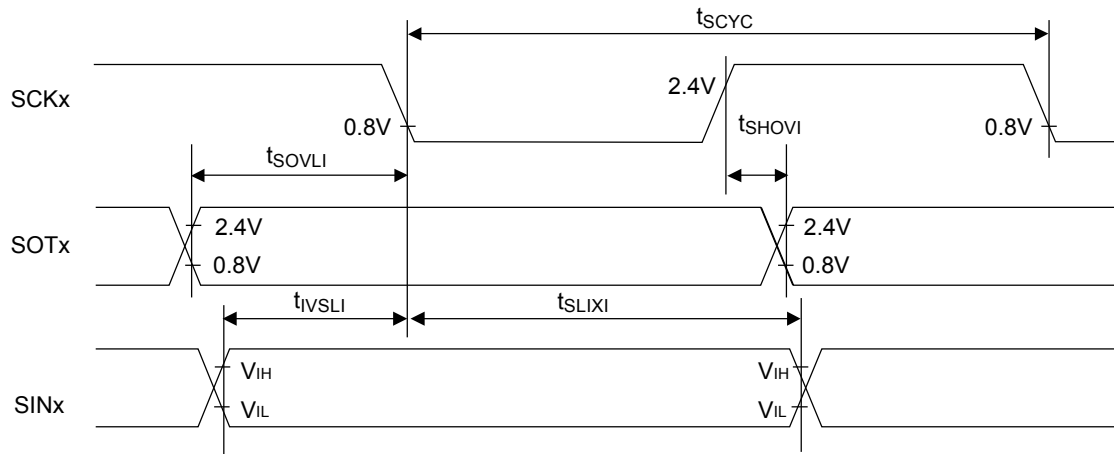 tSCYC
SCKx
2.4V
0.8V
tSHOVI
0.8V
tSOVLI
SOTx
2.4V
2.4V
0.8V
0.8V
tIVSLI
tSLIXI
SINx
VIH
VIH
VIL
VIL